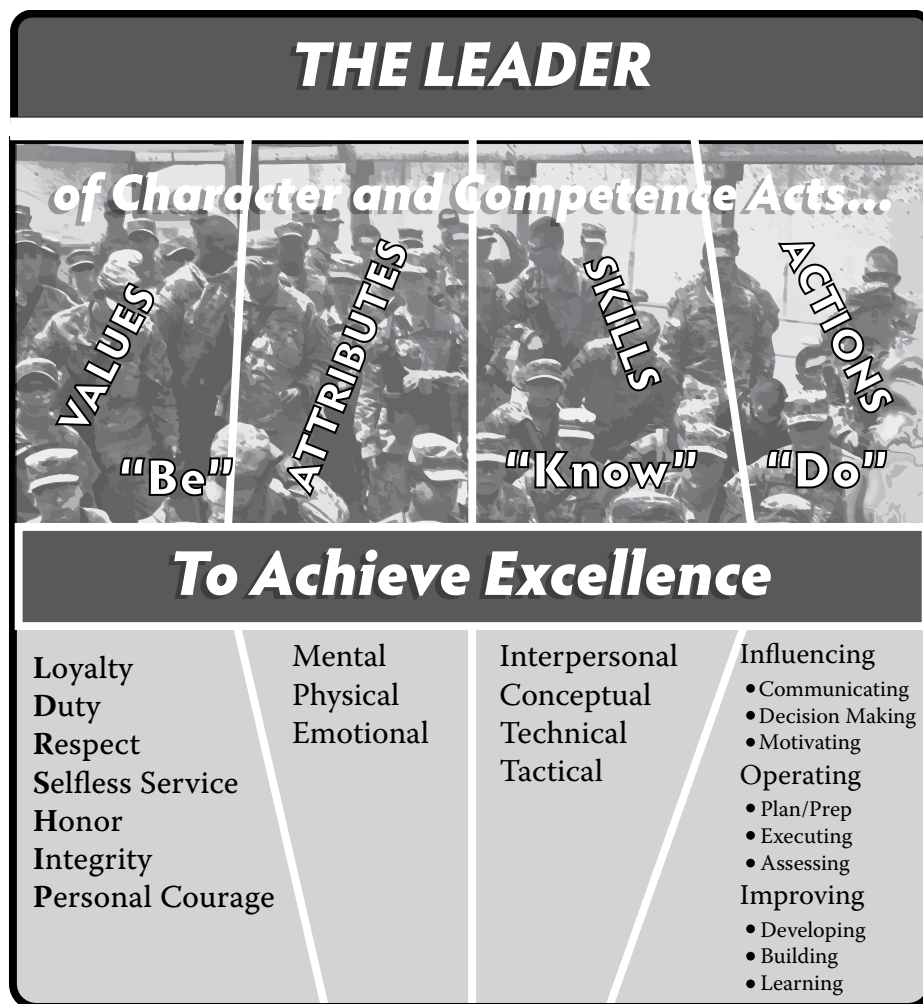 THE LEADER
of Character and Competence Acts...
VALUES
ATTRIBUTES
SKILLS
ACTIONS
“Be”
“Know”
“Do”
To Achieve Excellence
Loyalty
Duty
Respect
Selfless Service
Honor
Integrity
Personal Courage
Mental
Physical
Emotional
Interpersonal
Conceptual
Technical
Tactical
Influencing
• Communicating
• Decision Making
• Motivating
Operating
• Plan/Prep
• Executing
• Assessing
Improving
• Developing
• Building
• Learning